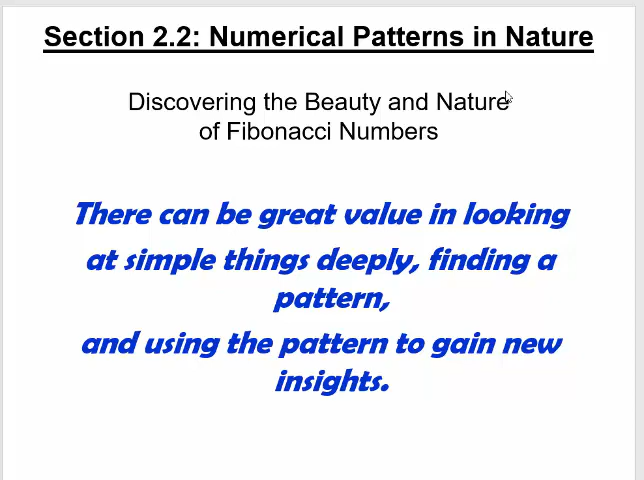 Section 2.2: Numerical Patterns in Nature
Discovering the Beauty and Nature
of Fibonacci Numbers
There can be great value in looking
at simple things deeply, finding a
pattern,
and using the pattern to gain new
insights.